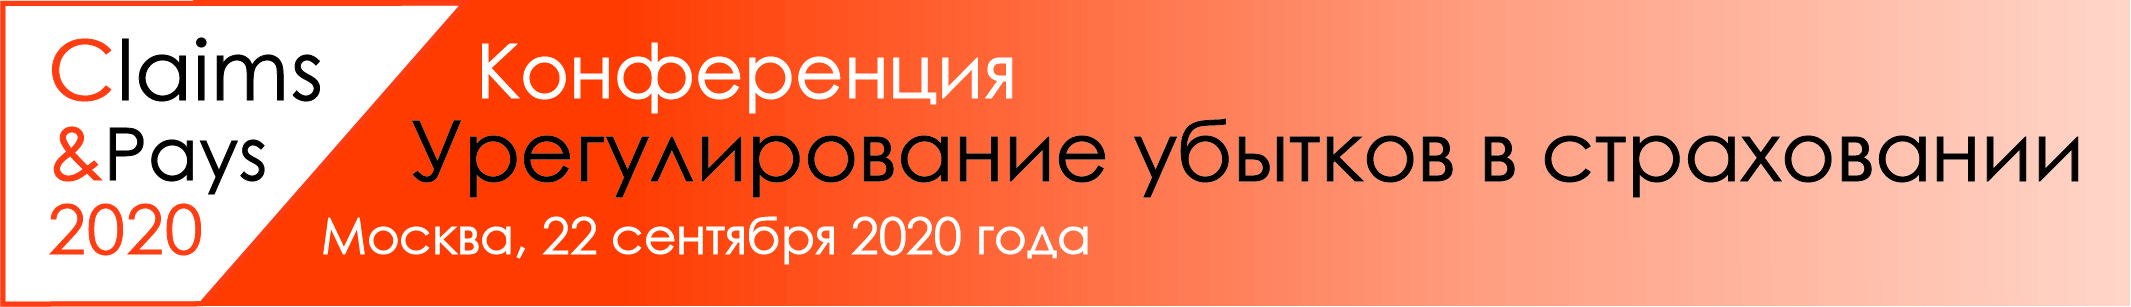 Claims
&Pays
2020
Конференция
Урегулирование убытков в страховании
Москва, 22 сентября 2020 года